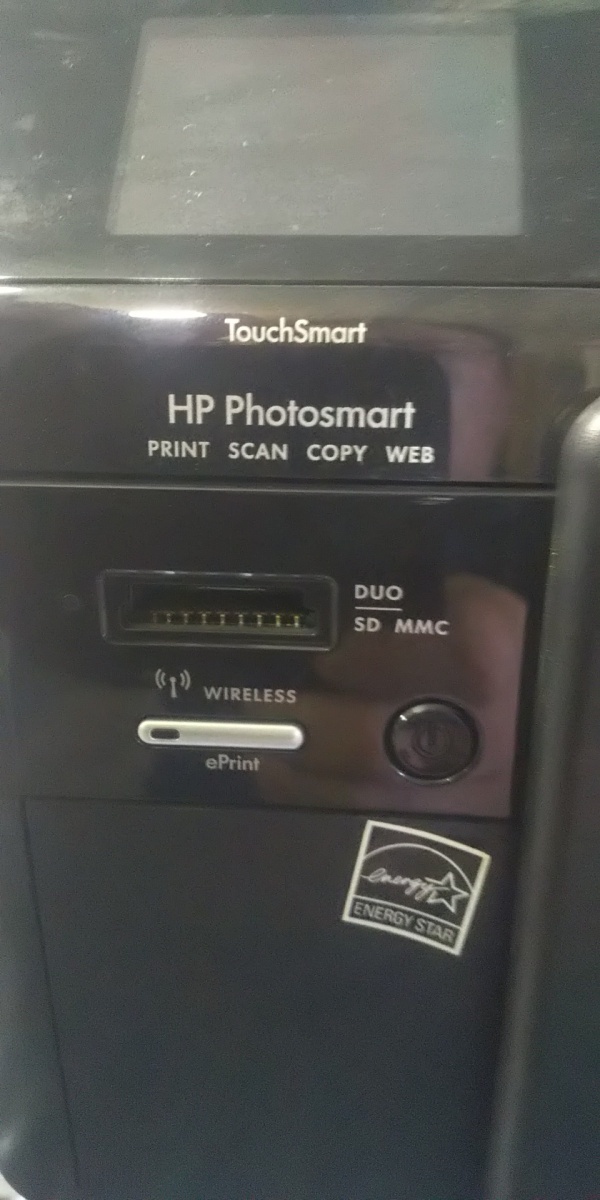 TouchSmart
HP Photosmart
PRINT SCAN COPY WEB
DUO
SD MMC
WIRELESS
ePrint
energy
ENERGY STAR